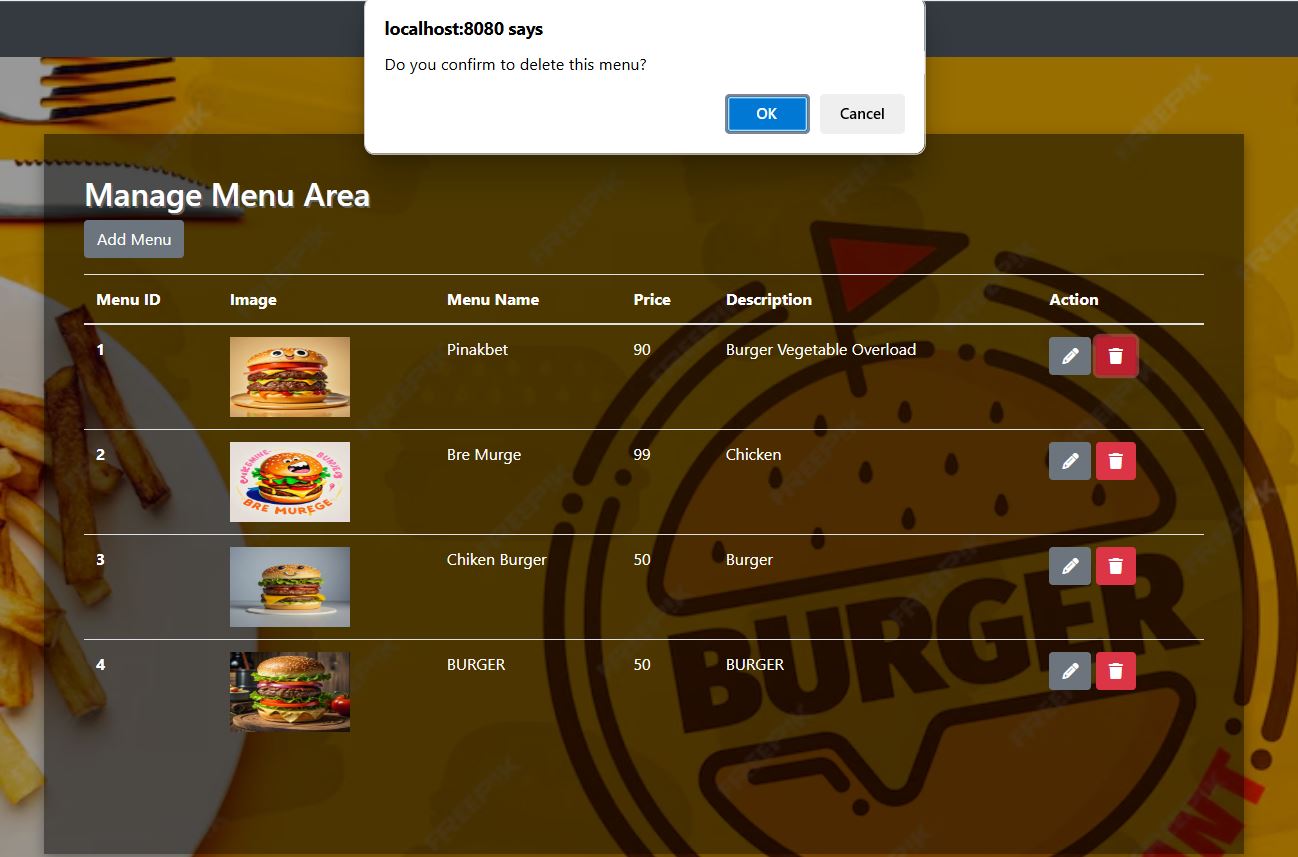 localhost:8080 says
Do you confirm to delete this menu?
OK Cancel
Manage Menu Area
Add Menu
Menu ID Image Menu Name Price Description Action
1 Pinakbet 90 Burger Vegetable Overload
2 Bre Murge 99 Chicken
BURGER
BRE MUREGE
3 Chiken Burger 50 Burger
4 BURGER 50 BURGER
BURGER
ANT
FREEPIK